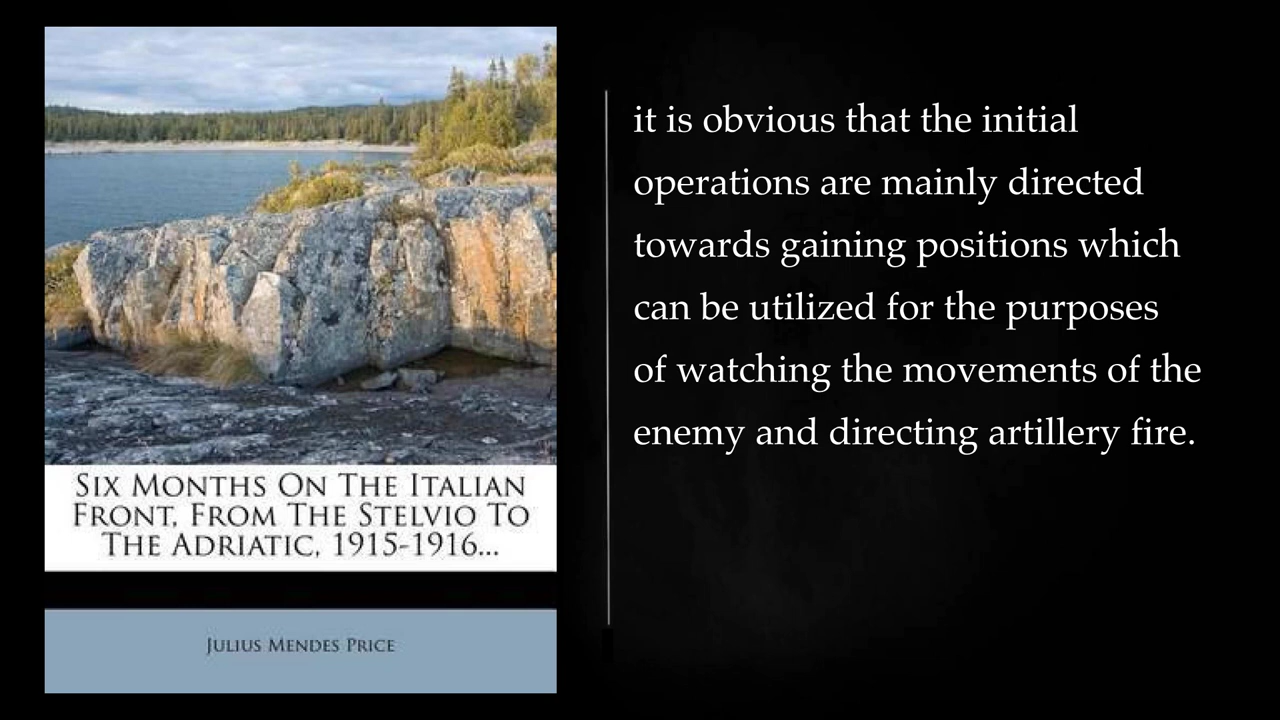 Six Months On The Italian
Front, From The Stelvio To
The Adriatic, 1915-1916...
Julius Mendes Price
it is obvious that the initial
operations are mainly directed
towards gaining positions which
can be utilized for the purposes
of watching the movements of the
enemy and directing artillery fire.